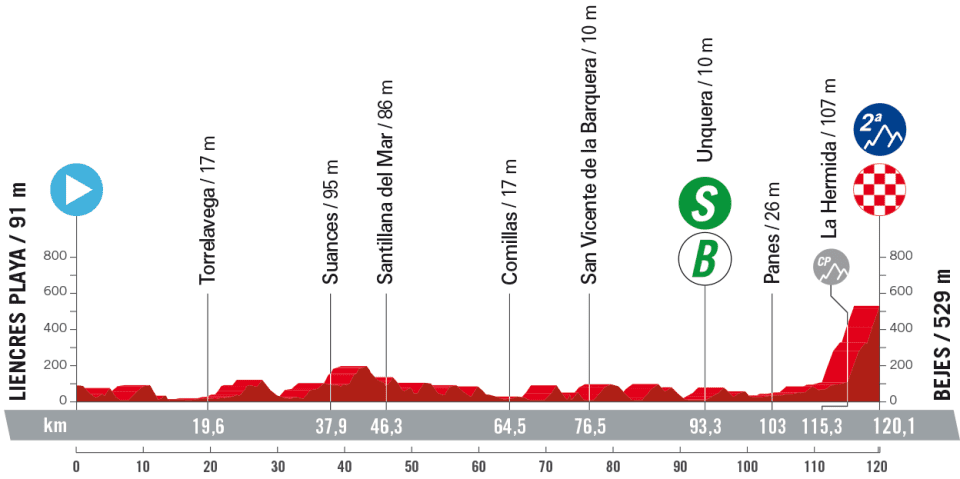 LIENCRES PLAYA / 91 m
Torrelavega / 17 m
Suances / 95 m
Santillana del Mar / 86 m
Comillas / 17 m
San Vicente de la Barquera / 10 m
Unquera / 10 m
S
B
Panes / 26 m
La Hermida / 107 m
CP
2ª
BEJES / 529 m
800
600
400
200
0
800
600
400
200
0
km 19,6 37,9 46,3 64,5 76,5 93,3 103 115,3 120,1
0 10 20 30 40 50 60 70 80 90 100 110 120